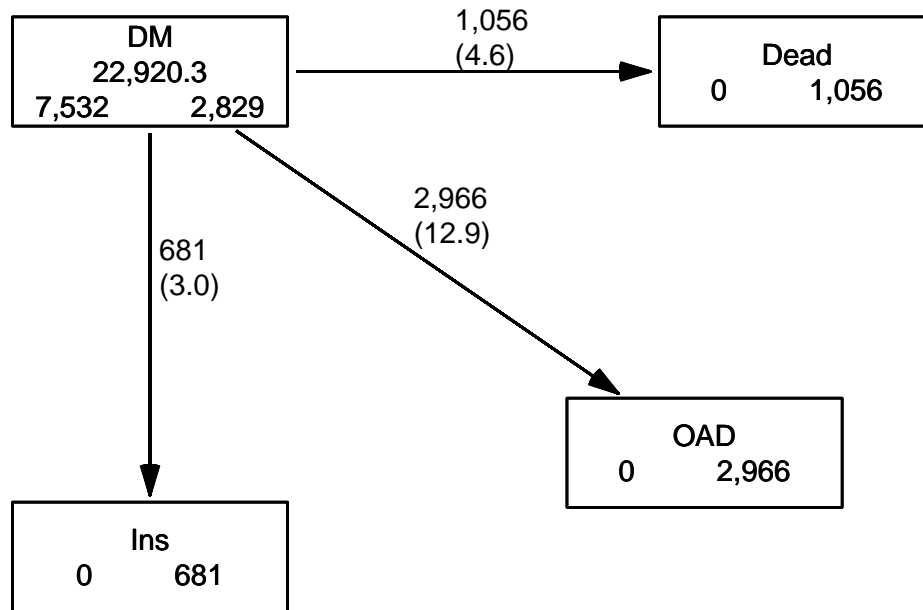 DM
22,920.3
7,532 2,829
1,056
(4.6)
Dead
0 1,056
2,966
(12.9)
681
(3.0)
OAD
0 2,966
Ins
0 681